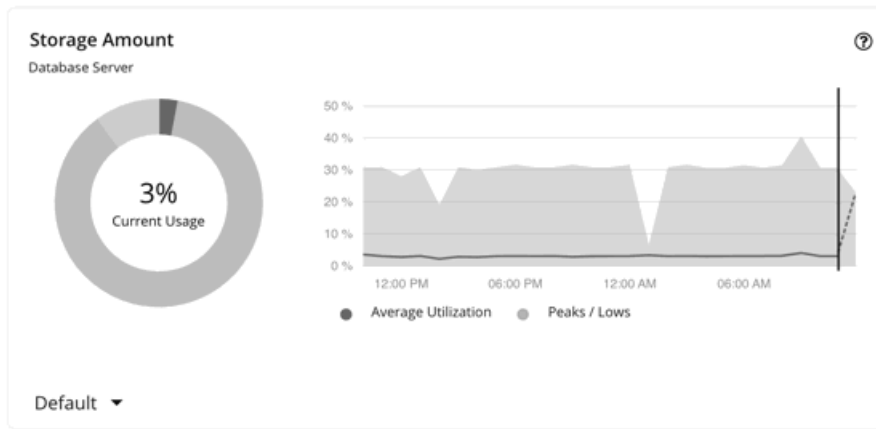 Storage Amount
Database Server
3%
Current Usage
50 %
40 %
30 %
20 %
10 %
0 %
12:00 PM 06:00 PM 12:00 AM 06:00 AM
Average Utilization Peaks / Lows
Default